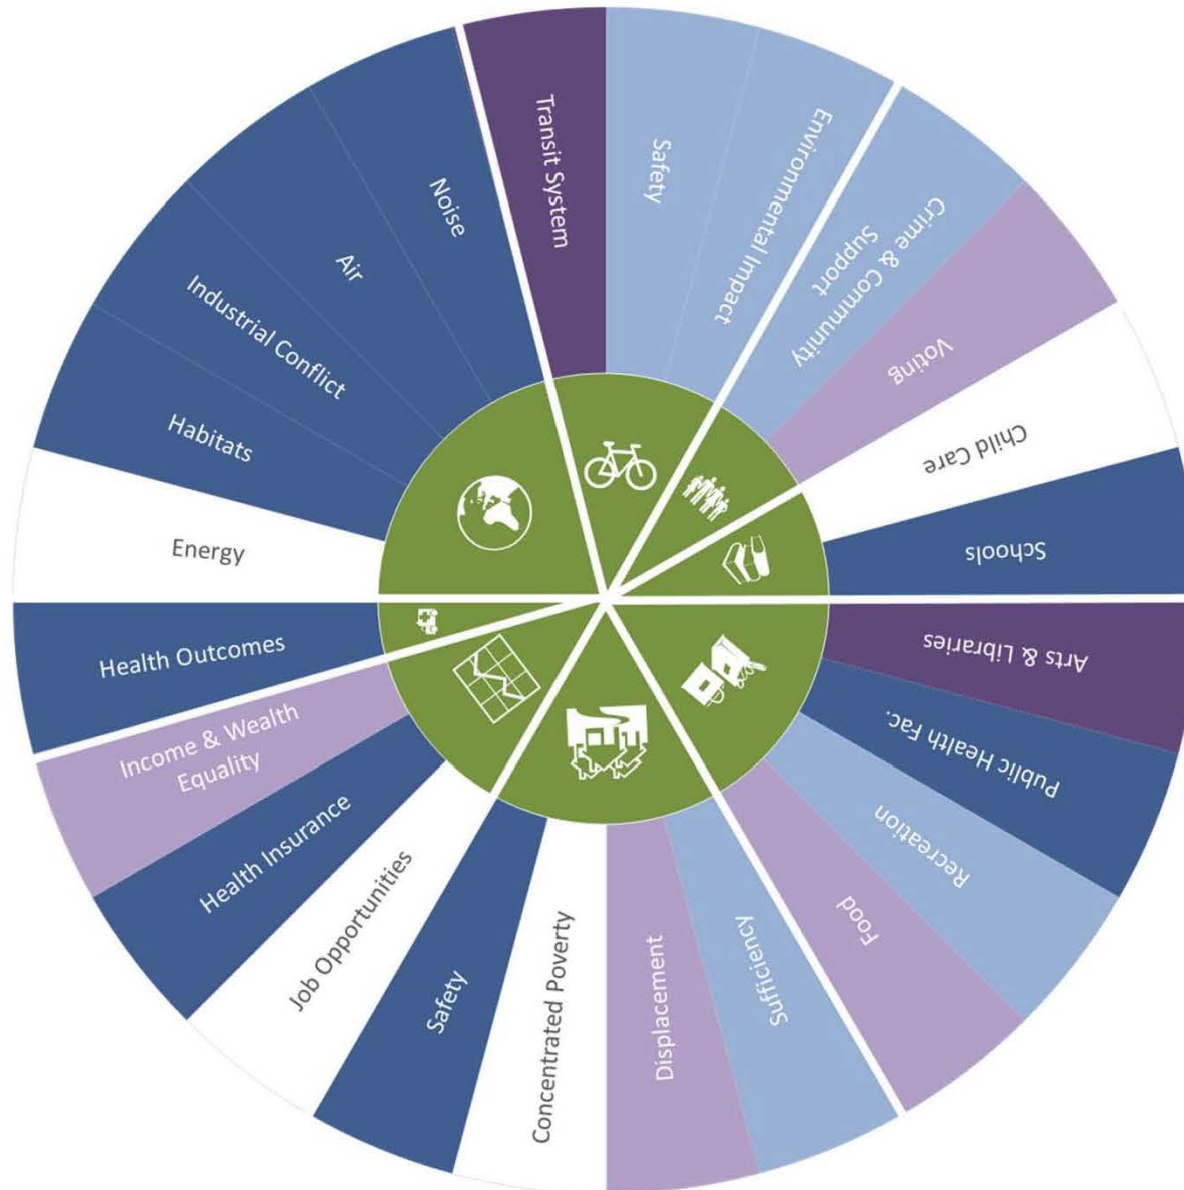 Transit System
Safety
Environmental Impact
Crime & Community
Support
Voting
Child Care
Schools
Arts & Libraries
Public Health Fac.
Recreation
Food
Sufficiency
Displacement
Concentrated Poverty
Safety
Job Opportunities
Health Insurance
Income & Wealth
Equality
Health Outcomes
Energy
Habitats
Industrial Conflict
Air
Noise